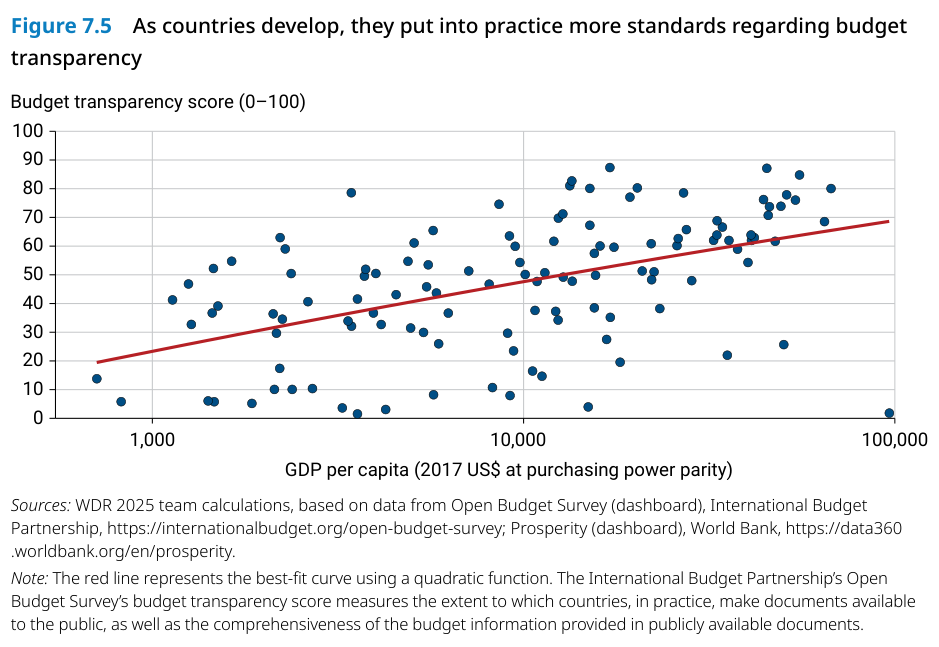 Figure 7.5 As countries develop, they put into practice more standards regarding budget
transparency
Budget transparency score (0–100)
100
90
80
70
60
50
40
30
20
10
0
1,000
10,000
100,000
GDP per capita (2017 US$ at purchasing power parity)
Sources: WDR 2025 team calculations, based on data from Open Budget Survey (dashboard), International Budget
Partnership, https://internationalbudget.org/open-budget-survey; Prosperity (dashboard), World Bank, https://data360
.worldbank.org/en/prosperity.
Note: The red line represents the best-fit curve using a quadratic function. The International Budget Partnership’s Open
Budget Survey’s budget transparency score measures the extent to which countries, in practice, make documents available
to the public, as well as the comprehensiveness of the budget information provided in publicly available documents.